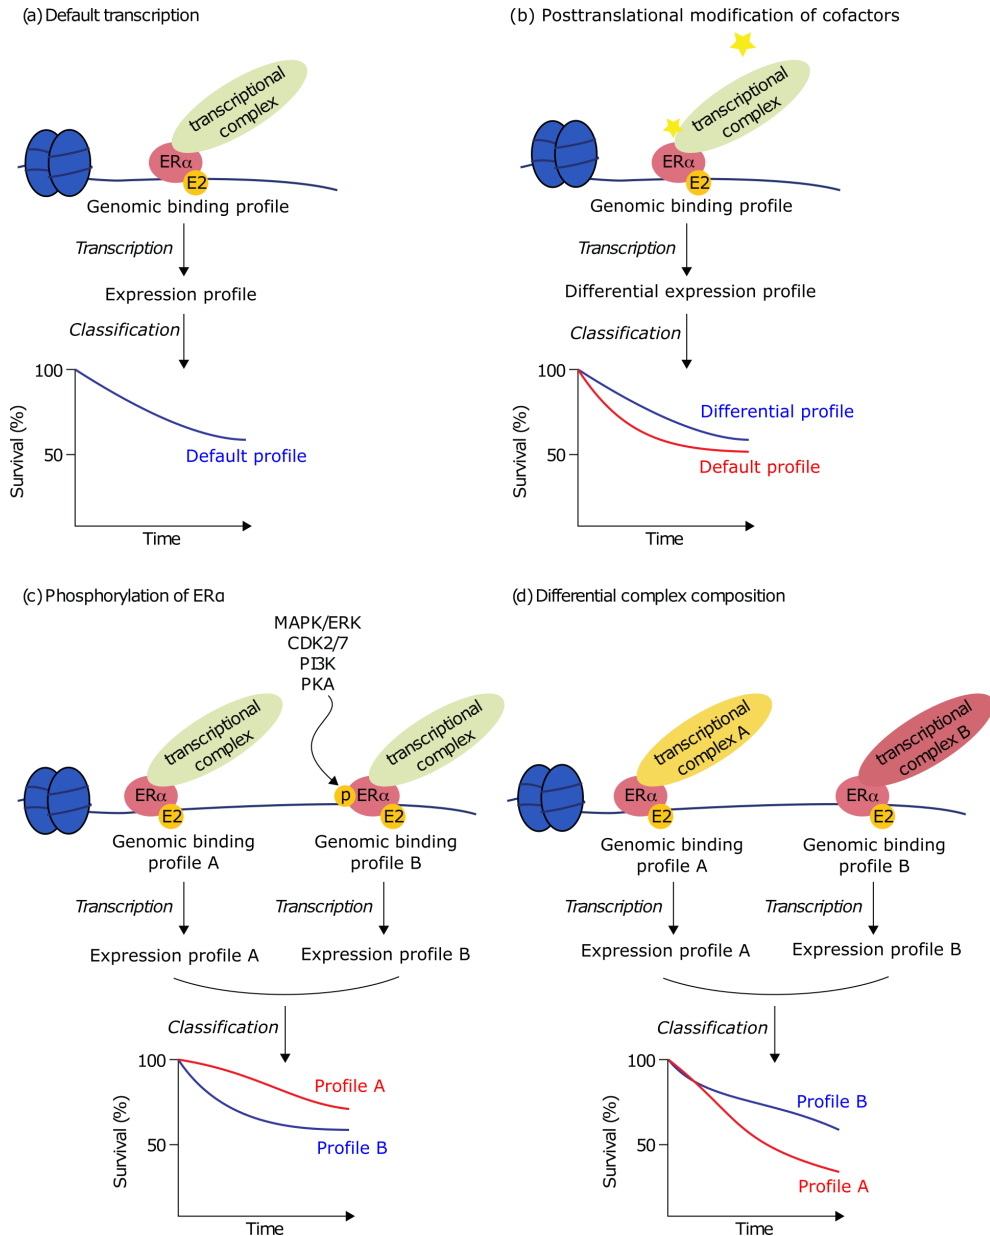 (a) Default transcription
transcriptional
complex
ERα
E2
Genomic binding profile
Transcription
Expression profile
Classification
100
50
Survival (%)
Default profile
Time
(b) Posttranslational modification of cofactors
transcriptional
complex
ERα
E2
Genomic binding profile
Transcription
Differential expression profile
Classification
100
50
Survival (%)
Differential profile
Default profile
Time
(c) Phosphorylation of ERα
MAPK/ERK
CDK2/7
PI3K
PKA
transcriptional
complex
ERα
E2
transcriptional
complex
p
ERα
E2
Genomic binding
profile A
Genomic binding
profile B
Transcription
Transcription
Expression profile A
Expression profile B
Classification
100
50
Survival (%)
Profile A
Profile B
Time
(d) Differential complex composition
transcriptional
complex A
ERα
E2
transcriptional
complex B
ERα
E2
Genomic binding
profile A
Genomic binding
profile B
Transcription
Transcription
Expression profile A
Expression profile B
Classification
100
50
Survival (%)
Profile B
Profile A
Time